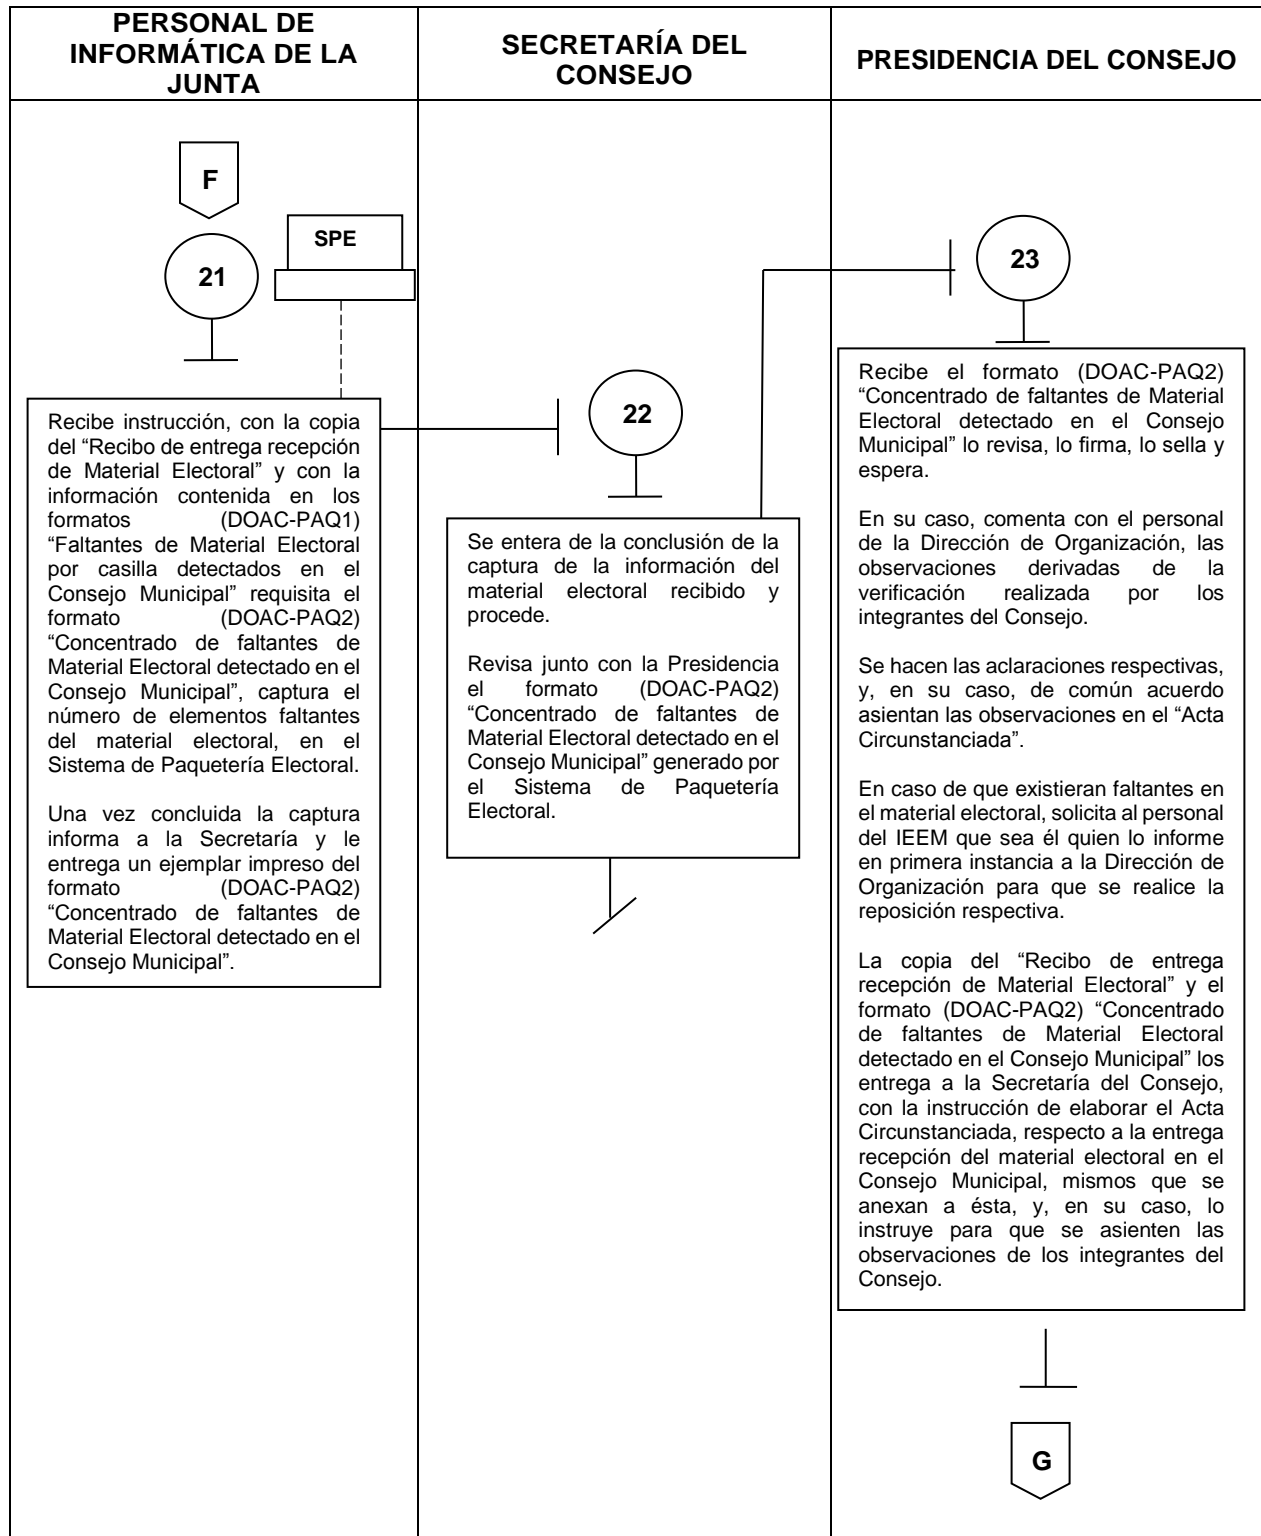 PERSONAL DE
INFORMÁTICA DE LA
JUNTA
SECRETARÍA DEL
CONSEJO
PRESIDENCIA DEL CONSEJO
F
SPE
21
Recibe instrucción, con la copia
del “Recibo de entrega recepción
de Material Electoral” y con la
información contenida en los
formatos (DOAC-PAQ1)
“Faltantes de Material Electoral
por casilla detectados en el
Consejo Municipal” requisita el
formato (DOAC-PAQ2)
“Concentrado de faltantes de
Material Electoral detectado en el
Consejo Municipal”, captura el
número de elementos faltantes
del material electoral, en el
Sistema de Paquetería Electoral.
Una vez concluida la captura
informa a la Secretaría y le
entrega un ejemplar impreso del
formato (DOAC-PAQ2)
“Concentrado de faltantes de
Material Electoral detectado en el
Consejo Municipal”.
22
Se entera de la conclusión de la
captura de la información del
material electoral recibido y
procede.
Revisa junto con la Presidencia
el formato (DOAC-PAQ2)
“Concentrado de faltantes de
Material Electoral detectado en el
Consejo Municipal” generado por
el Sistema de Paquetería
Electoral.
23
Recibe el formato (DOAC-PAQ2)
“Concentrado de faltantes de Material
Electoral detectado en el Consejo
Municipal” lo revisa, lo firma, lo sella y
espera.
En su caso, comenta con el personal
de la Dirección de Organización, las
observaciones derivadas de la
verificación realizada por los
integrantes del Consejo.
Se hacen las aclaraciones respectivas,
y, en su caso, de común acuerdo
asientan las observaciones en el “Acta
Circunstanciada”.
En caso de que existieran faltantes en
el material electoral, solicita al personal
del IEEM que sea él quien lo informe
en primera instancia a la Dirección de
Organización para que se realice la
reposición respectiva.
La copia del “Recibo de entrega
recepción de Material Electoral” y el
formato (DOAC-PAQ2) “Concentrado
de faltantes de Material Electoral
detectado en el Consejo Municipal” los
entrega a la Secretaría del Consejo,
con la instrucción de elaborar el Acta
Circunstanciada, respecto a la entrega
recepción del material electoral en el
Consejo Municipal, mismos que se
anexan a ésta, y, en su caso, lo
instruye para que se asienten las
observaciones de los integrantes del
Consejo.
G